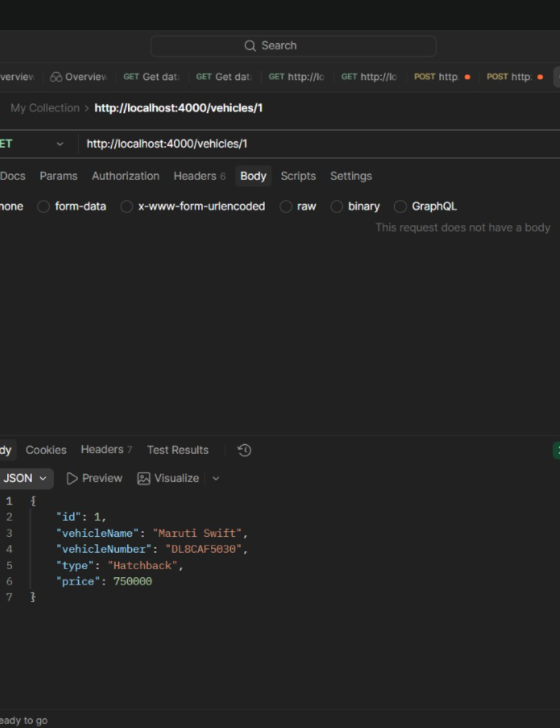 Search
verview Overview GET Get dat GET Get dat GET http://lo GET http://lo POST http: POST http:
My Collection > http://localhost:4000/vehicles/1
ET http://localhost:4000/vehicles/1
Docs Params Authorization Headers 6 Body Scripts Settings
none form-data x-www-form-urlencoded raw binary GraphQL
This request does not have a body
dy Cookies Headers 7 Test Results
JSON Preview Visualize
1 {
2 "id": 1,
3 "vehicleName": "Maruti Swift",
4 "vehicleNumber": "DL8CAF5030",
5 "type": "Hatchback",
6 "price": 750000
7 }
eady to go